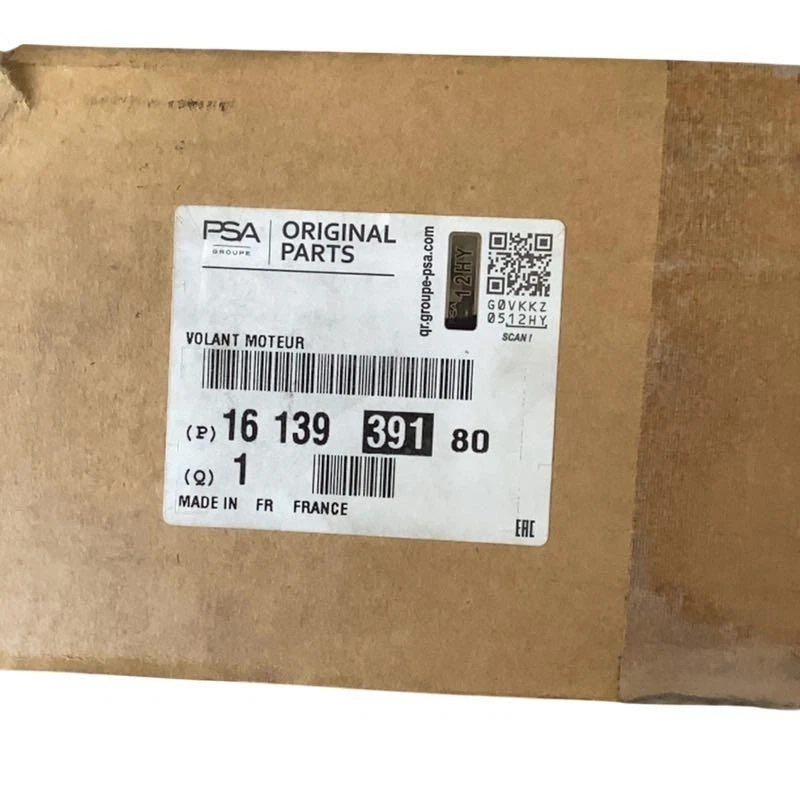 PSA
GROUPE
ORIGINAL
PARTS
qr.groupe-psa.com
12HY
G0VKKZ
0512HY
SCAN!
VOLANT MOTEUR
(P) 16 139 391 80
(Q) 1
MADE IN FR FRANCE
EAC